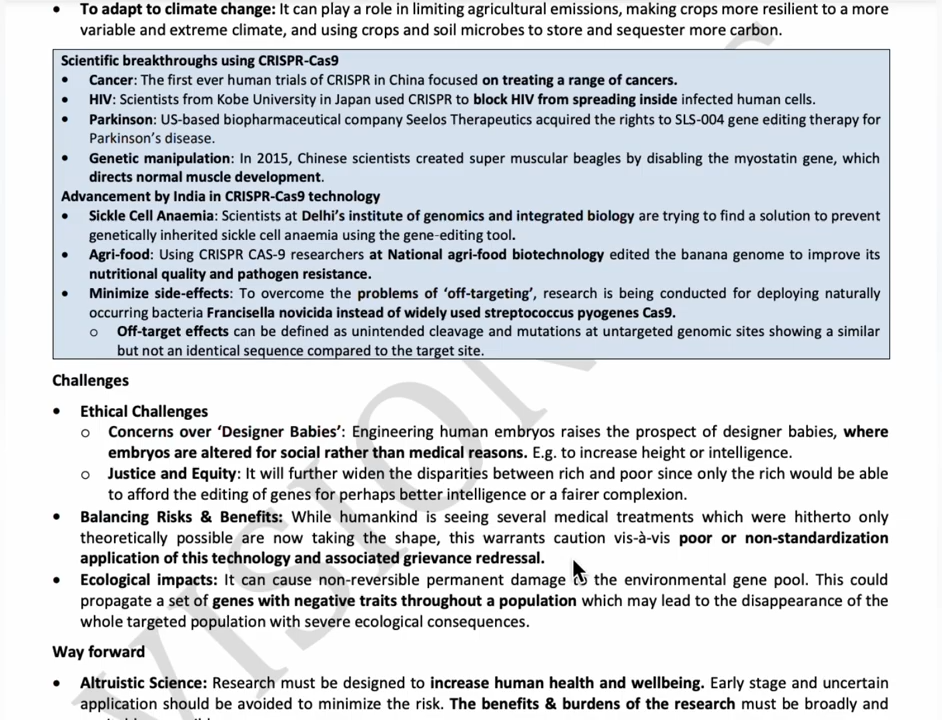 • To adapt to climate change: It can play a role in limiting agricultural emissions, making crops more resilient to a more
variable and extreme climate, and using crops and soil microbes to store and sequester more carbon.
Scientific breakthroughs using CRISPR-Cas9
• Cancer: The first ever human trials of CRISPR in China focused on treating a range of cancers.
• HIV: Scientists from Kobe University in Japan used CRISPR to block HIV from spreading inside infected human cells.
• Parkinson: US-based biopharmaceutical company Seelos Therapeutics acquired the rights to SLS-004 gene editing therapy for
Parkinson's disease.
• Genetic manipulation: In 2015, Chinese scientists created super muscular beagles by disabling the myostatin gene, which
directs normal muscle development.
Advancement by India in CRISPR-Cas9 technology
• Sickle Cell Anaemia: Scientists at Delhi's institute of genomics and integrated biology are trying to find a solution to prevent
genetically inherited sickle cell anaemia using the gene-editing tool.
• Agri-food: Using CRISPR CAS-9 researchers at National agri-food biotechnology edited the banana genome to improve its
nutritional quality and pathogen resistance.
• Minimize side-effects: To overcome the problems of 'off-targeting', research is being conducted for deploying naturally
occurring bacteria Francisella novicida instead of widely used streptococcus pyogenes Cas9.
o Off-target effects can be defined as unintended cleavage and mutations at untargeted genomic sites showing a similar
but not an identical sequence compared to the target site.
Challenges
• Ethical Challenges
o Concerns over 'Designer Babies': Engineering human embryos raises the prospect of designer babies, where
embryos are altered for social rather than medical reasons. E.g. to increase height or intelligence.
o Justice and Equity: It will further widen the disparities between rich and poor since only the rich would be able
to afford the editing of genes for perhaps better intelligence or a fairer complexion.
• Balancing Risks & Benefits: While humankind is seeing several medical treatments which were hitherto only
theoretically possible are now taking the shape, this warrants caution vis-à-vis poor or non-standardization
application of this technology and associated grievance redressal.
• Ecological impacts: It can cause non-reversible permanent damage the environmental gene pool. This could
propagate a set of genes with negative traits throughout a population which may lead to the disappearance of the
whole targeted population with severe ecological consequences.
Way forward
• Altruistic Science: Research must be designed to increase human health and wellbeing. Early stage and uncertain
application should be avoided to minimize the risk. The benefits & burdens of the research must be broadly and
VISION